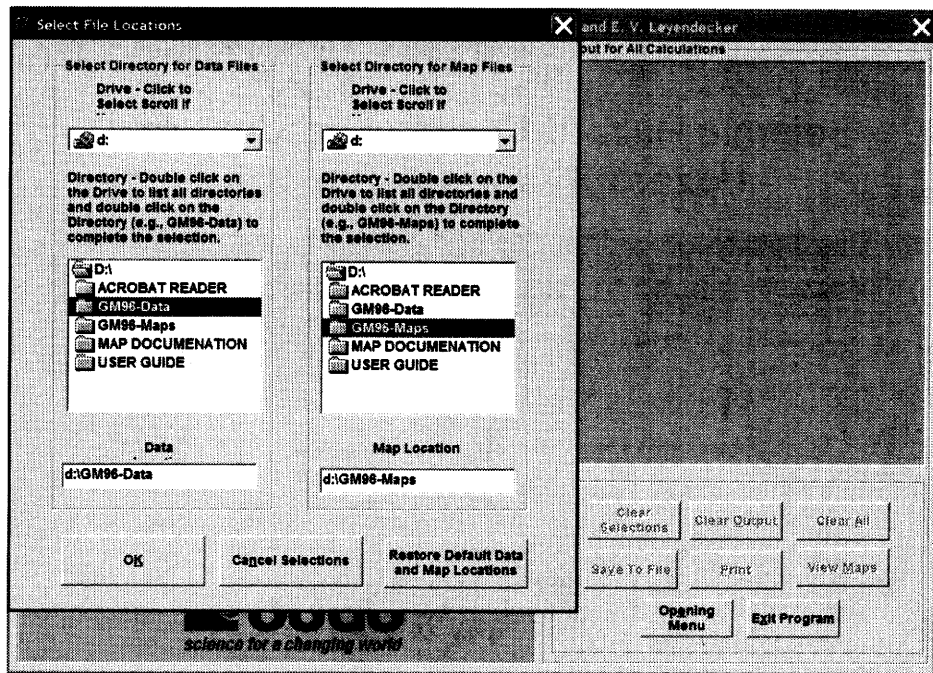 Select File Locations
and E. V. Leyendecker
out for All Calculations
Select Directory for Data Files
Drive - Click to
Select Scroll if
d:
Directory - Double click on
the Drive to list all directories
and double click on the
Directory (e.g., GM96-Data) to
complete the selection.
D:\
ACROBAT READER
GM96-Data
GM96-Maps
MAP DOCUMENATION
USER GUIDE
Data
d:\GM96-Data
Select Directory for Map Files
Drive - Click to
Select Scroll if
d:
Directory - Double click on the
Drive to list all directories and
double click on the Directory
(e.g., GM96-Maps) to complete
the selection.
D:\
ACROBAT READER
GM96-Data
GM96-Maps
MAP DOCUMENATION
USER GUIDE
Map Location
d:\GM96-Maps
OK
Cancel Selections
Restore Default Data
and Map Locations
Clear
Selections
Clear Output
Clear All
Save To File
Print
View Maps
Opening
Menu
Exit Program
science for a changing world